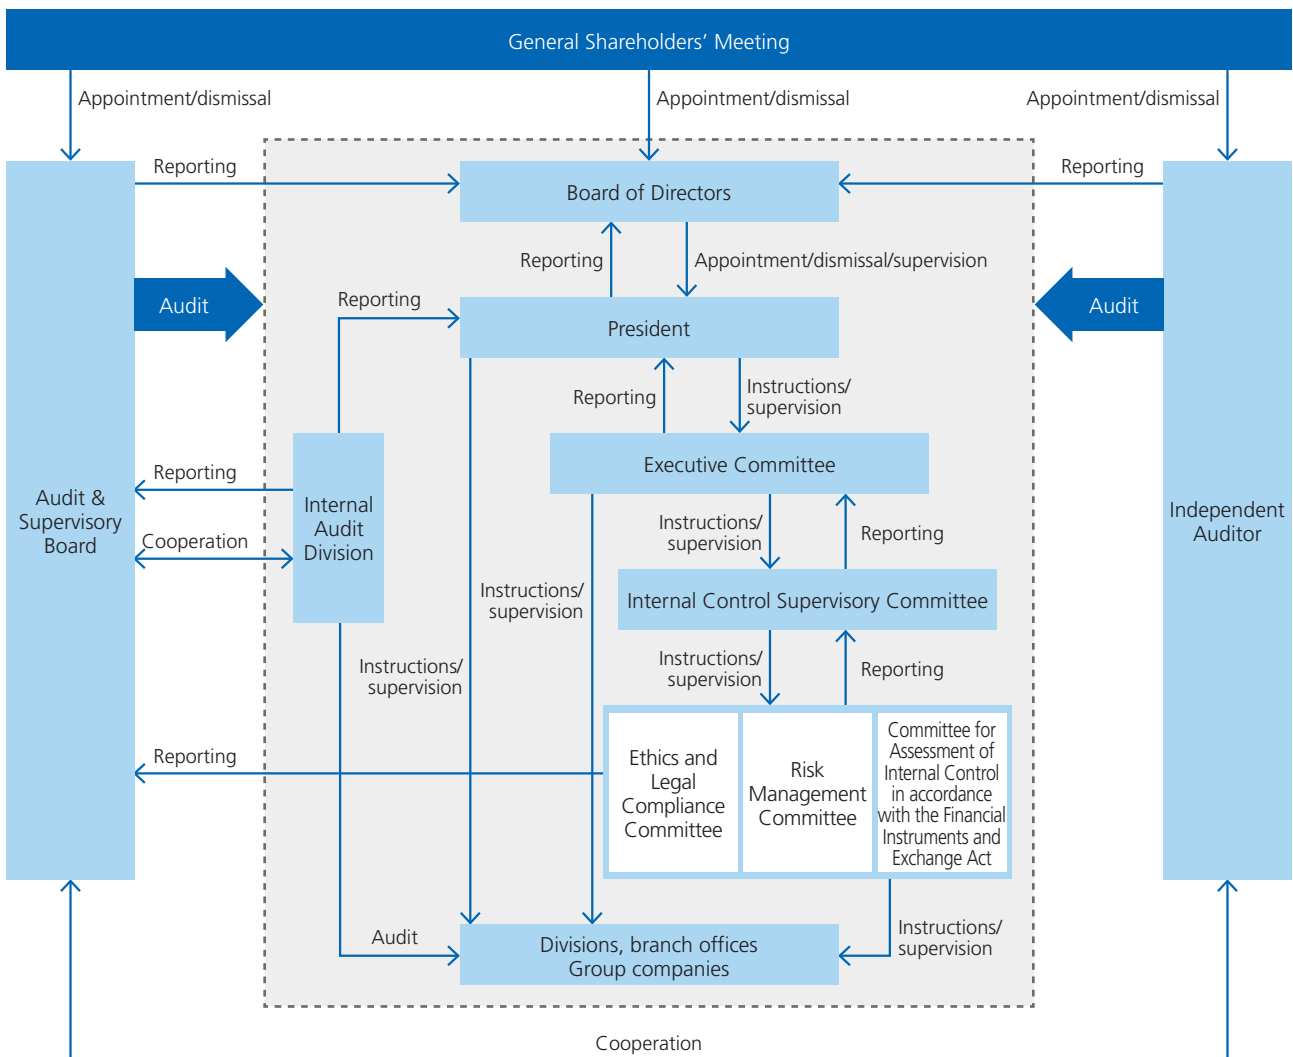 General Shareholders’ Meeting
Appointment/dismissal
Appointment/dismissal
Appointment/dismissal
Reporting
Board of Directors
Reporting
Reporting
Appointment/dismissal/supervision
Audit
Reporting
President
Audit
Reporting
Instructions/
supervision
Executive Committee
Reporting
Audit &
Supervisory
Board
Cooperation
Internal
Audit
Division
Instructions/
supervision
Reporting
Independent
Auditor
Instructions/
supervision
Internal Control Supervisory Committee
Instructions/
supervision
Instructions/
supervision
Reporting
Reporting
Ethics and
Legal
Compliance
Committee
Risk
Management
Committee
Committee for
Assessment of
Internal Control
in accordance
with the Financial
Instruments and
Exchange Act
Audit
Divisions, branch offices
Group companies
Instructions/
supervision
Cooperation